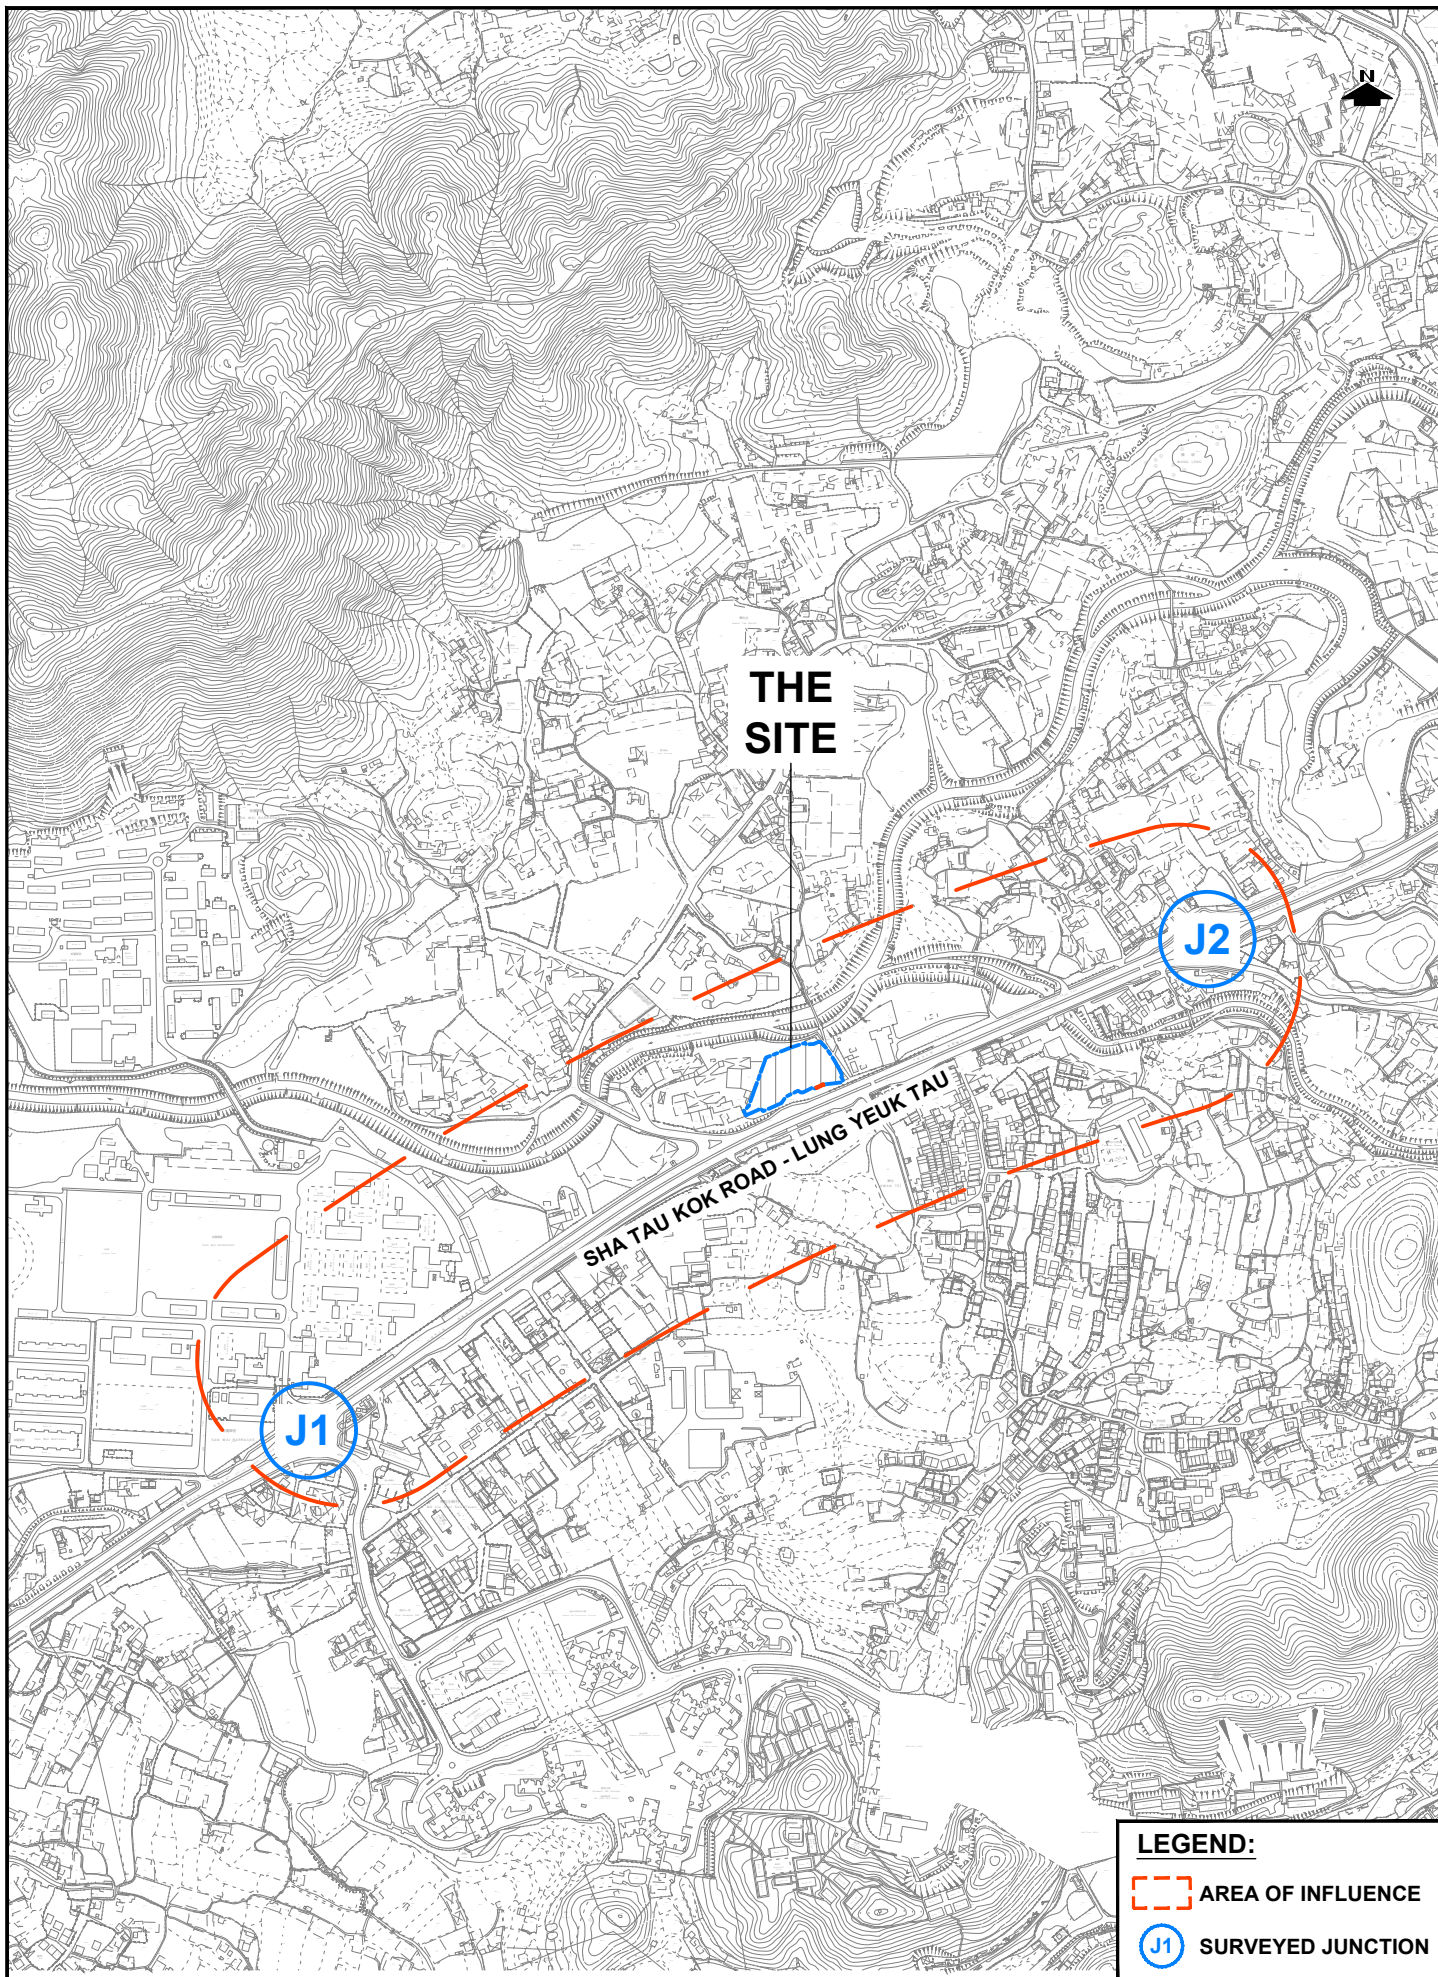 N
THE
SITE
J2
SHA TAU KOK ROAD - LUNG YEUK TAU
J1
LEGEND:
AREA OF INFLUENCE
J1 SURVEYED JUNCTION